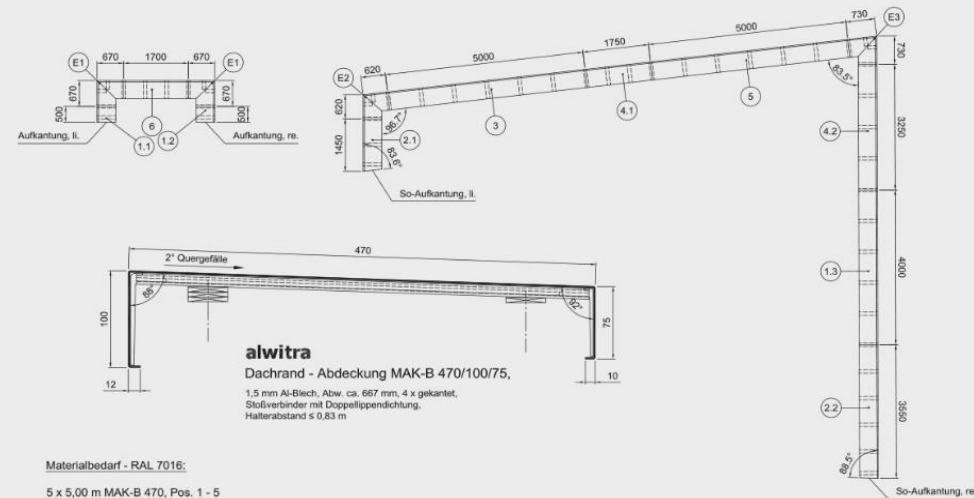 E1 670 1700 670 E1
670 500 6 670 500
Aufkantung, li. 1.1 1.2 Aufkantung, re.
E2 620 5000 1750 5000 730 E3
620 1450 96.7° 83.6° 2.1 3 4.1 5 83.5° 730
So-Aufkantung, li.
4.2 3250
1.3 4000
2.2 3550
88.5° So-Aufkantung, re
470
2° Quergefälle
88° 92°
100 75
12 10
alwitra
Dachrand - Abdeckung MAK-B 470/100/75,
1,5 mm Al-Blech, Abw. ca. 667 mm, 4 x gekantet,
Stoßverbinder mit Doppellippendichtung,
Halterabstand ≤ 0,83 m
Materialbedarf - RAL 7016:
5 x 5,00 m MAK-B 470, Pos. 1 - 5